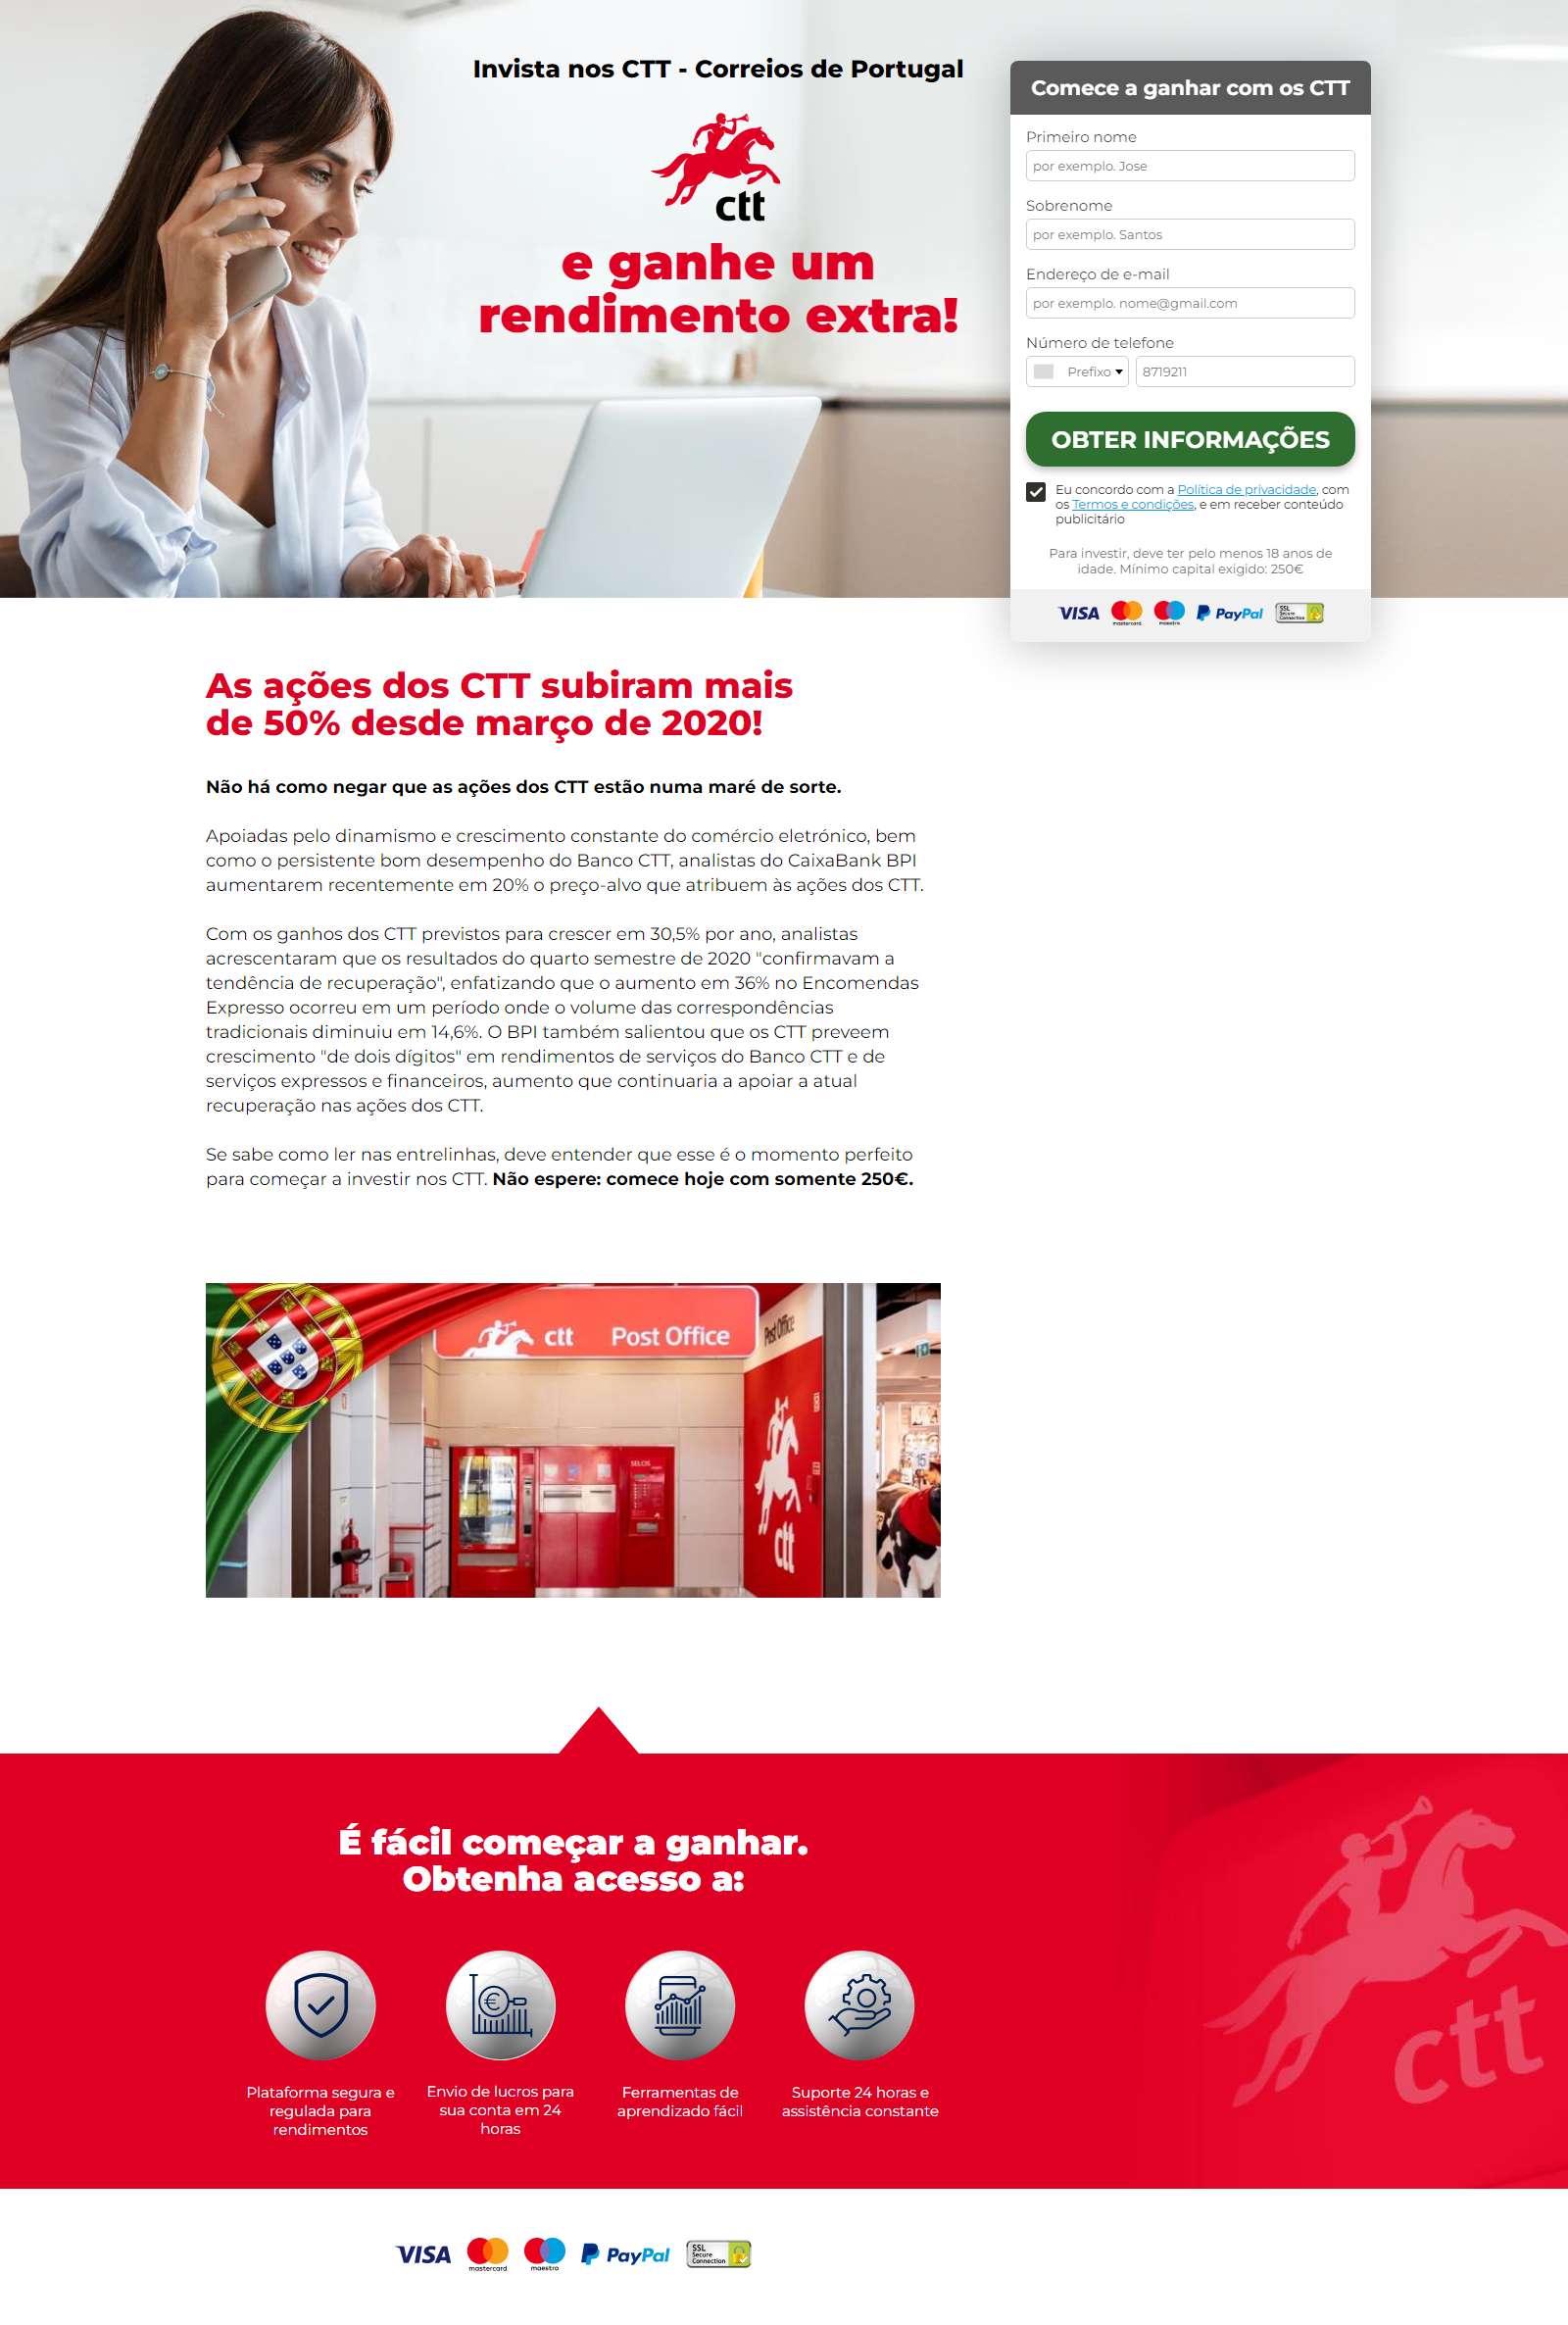 Invista nos CTT - Correios de Portugal
ctt
e ganhe um
rendimento extra!
Comece a ganhar com os CTT
Primeiro nome
por exemplo. Jose
Sobrenome
por exemplo. Santos
Endereço de e-mail
por exemplo. nome@gmail.com
Número de telefone
Prefixo 8719211
OBTER INFORMAÇÕES
Eu concordo com a Política de privacidade, com
os Termos e condições, e em receber conteúdo
publicitário
Para investir, deve ter pelo menos 18 anos de
idade. Mínimo capital exigido: 250€
VISA mastercard maestro PayPal SSL Secure Connection
As ações dos CTT subiram mais
de 50% desde março de 2020!
Não há como negar que as ações dos CTT estão numa maré de sorte.
Apoiadas pelo dinamismo e crescimento constante do comércio eletrónico, bem
como o persistente bom desempenho do Banco CTT, analistas do CaixaBank BPI
aumentarem recentemente em 20% o preço-alvo que atribuem às ações dos CTT.
Com os ganhos dos CTT previstos para crescer em 30,5% por ano, analistas
acrescentaram que os resultados do quarto semestre de 2020 "confirmavam a
tendência de recuperação", enfatizando que o aumento em 36% no Encomendas
Expresso ocorreu em um período onde o volume das correspondências
tradicionais diminuiu em 14,6%. O BPI também salientou que os CTT preveem
crescimento "de dois dígitos" em rendimentos de serviços do Banco CTT e de
serviços expressos e financeiros, aumento que continuaria a apoiar a atual
recuperação nas ações dos CTT.
Se sabe como ler nas entrelinhas, deve entender que esse é o momento perfeito
para começar a investir nos CTT. Não espere: comece hoje com somente 250€.
ctt Post Office
Post Office
SELOS
15
ctt
É fácil começar a ganhar.
Obtenha acesso a:
Plataforma segura e
regulada para
rendimentos
Envio de lucros para
sua conta em 24
horas
Ferramentas de
aprendizado fácil
Suporte 24 horas e
assistência constante
ctt
VISA mastercard maestro PayPal SSL Secure Connection